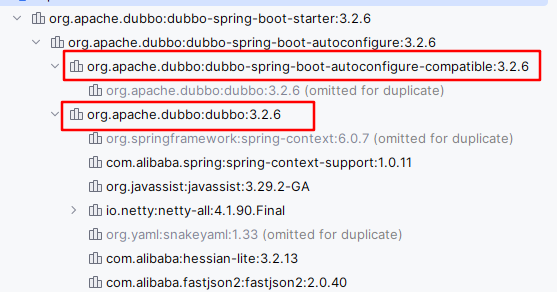 org.apache.dubbo:dubbo-spring-boot-starter:3.2.6
org.apache.dubbo:dubbo-spring-boot-autoconfigure:3.2.6
org.apache.dubbo:dubbo-spring-boot-autoconfigure-compatible:3.2.6
org.apache.dubbo:dubbo:3.2.6 (omitted for duplicate)
org.apache.dubbo:dubbo:3.2.6
org.springframework:spring-context:6.0.7 (omitted for duplicate)
com.alibaba.spring:spring-context-support:1.0.11
org.javassist:javassist:3.29.2-GA
io.netty:netty-all:4.1.90.Final
org.yaml:snakeyaml:1.33 (omitted for duplicate)
com.alibaba:hessian-lite:3.2.13
com.alibaba.fastjson2:fastjson2:2.0.40